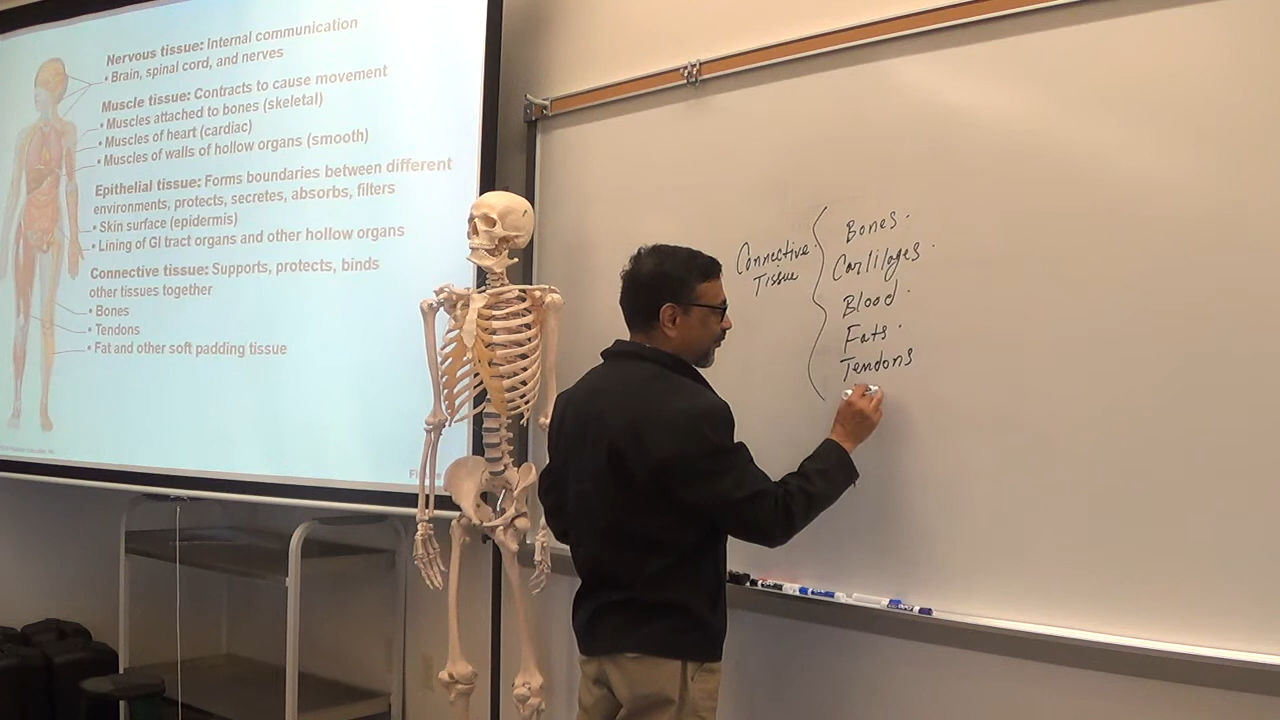 Nervous tissue: Internal communication
• Brain, spinal cord, and nerves
Muscle tissue: Contracts to cause movement
• Muscles attached to bones (skeletal)
• Muscles of heart (cardiac)
• Muscles of walls of hollow organs (smooth)
Epithelial tissue: Forms boundaries between different
environments, protects, secretes, absorbs, filters
• Skin surface (epidermis)
• Lining of GI tract organs and other hollow organs
Connective tissue: Supports, protects, binds
other tissues together
• Bones
• Tendons
• Fat and other soft padding tissue
Connective
Tissue
Bones
Cartilages
Blood
Fats
Tendons